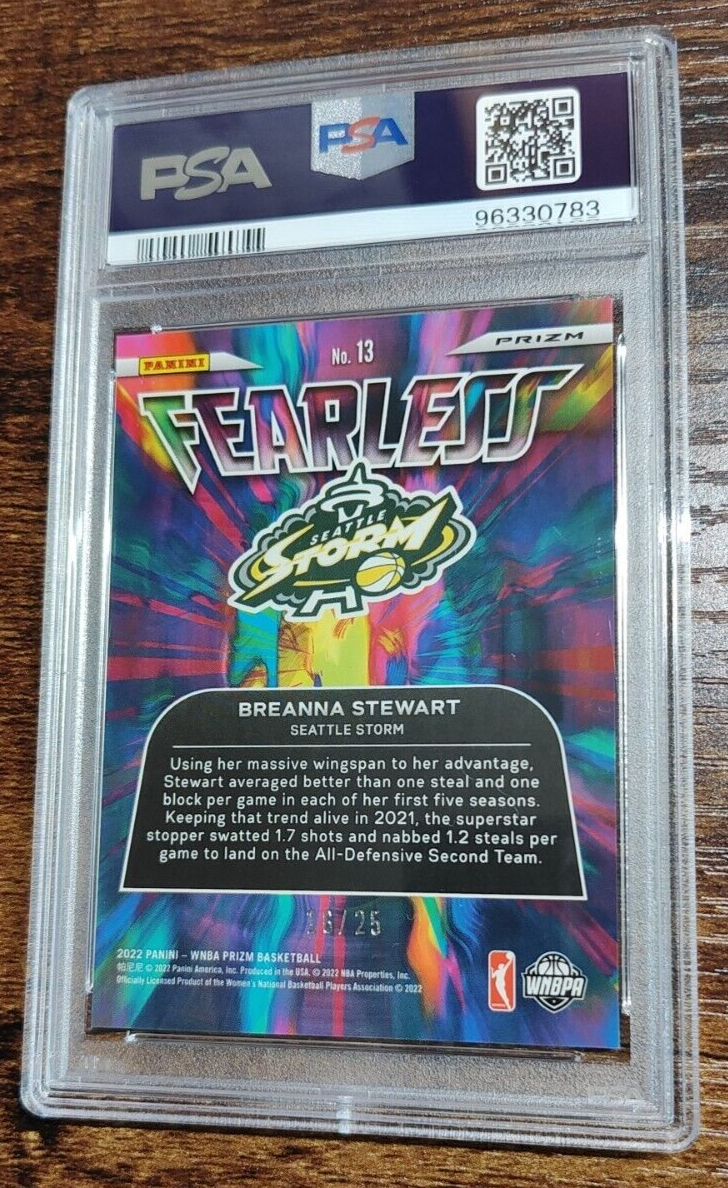 PSA
PSA
96330783
PANINI
No. 13
PRIZM
FEARLESS
SEATTLE
STORM
BREANNA STEWART
SEATTLE STORM
Using her massive wingspan to her advantage,
Stewart averaged better than one steal and one
block per game in each of her first five seasons.
Keeping that trend alive in 2021, the superstar
stopper swatted 1.7 shots and nabbed 1.2 steals per
game to land on the All-Defensive Second Team.
2022 PANINI – WNBA PRIZM BASKETBALL
帕尼尼 © 2022 Panini America, Inc. Produced in the USA. © 2022 NBA Properties, Inc.
Officially Licensed Product of the Women's National Basketball Players Association © 2022
WNBPA